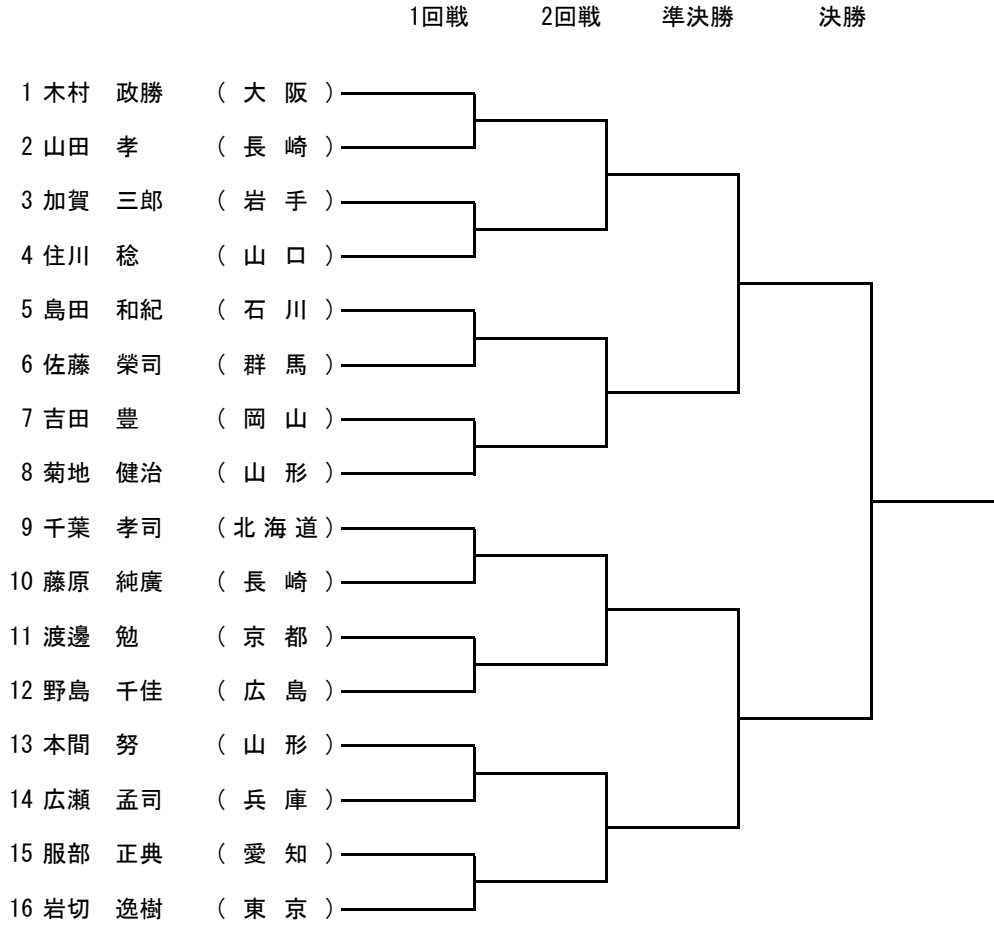 1回戦 2回戦 準決勝 決勝
1 木村 政勝 ( 大 阪 )
2 山田 孝 ( 長 崎 )
3 加賀 三郎 ( 岩 手 )
4 住川 稔 ( 山 口 )
5 島田 和紀 ( 石 川 )
6 佐藤 榮司 ( 群 馬 )
7 吉田 豊 ( 岡 山 )
8 菊地 健治 ( 山 形 )
9 千葉 孝司 ( 北 海 道 )
10 藤原 純廣 ( 長 崎 )
11 渡邊 勉 ( 京 都 )
12 野島 千佳 ( 広 島 )
13 本間 努 ( 山 形 )
14 広瀬 孟司 ( 兵 庫 )
15 服部 正典 ( 愛 知 )
16 岩切 逸樹 ( 東 京 )